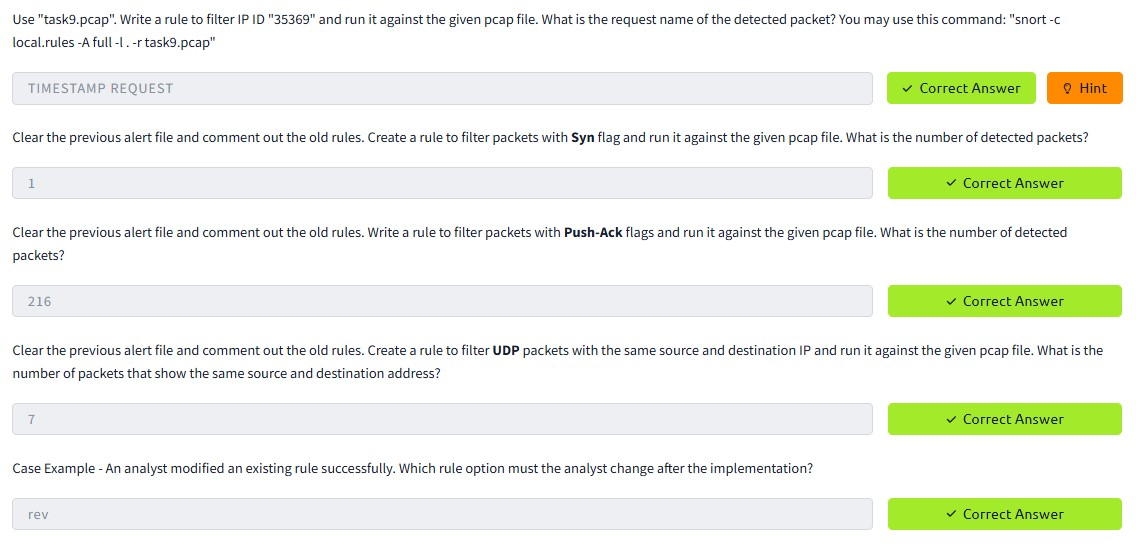 Use "task9.pcap". Write a rule to filter IP ID "35369" and run it against the given pcap file. What is the request name of the detected packet? You may use this command: "snort -c
local.rules -A full -l . -r task9.pcap"
TIMESTAMP REQUEST
Correct Answer
Hint
Clear the previous alert file and comment out the old rules. Create a rule to filter packets with Syn flag and run it against the given pcap file. What is the number of detected packets?
1
Correct Answer
Clear the previous alert file and comment out the old rules. Write a rule to filter packets with Push-Ack flags and run it against the given pcap file. What is the number of detected
packets?
216
Correct Answer
Clear the previous alert file and comment out the old rules. Create a rule to filter UDP packets with the same source and destination IP and run it against the given pcap file. What is the
number of packets that show the same source and destination address?
7
Correct Answer
Case Example - An analyst modified an existing rule successfully. Which rule option must the analyst change after the implementation?
rev
Correct Answer